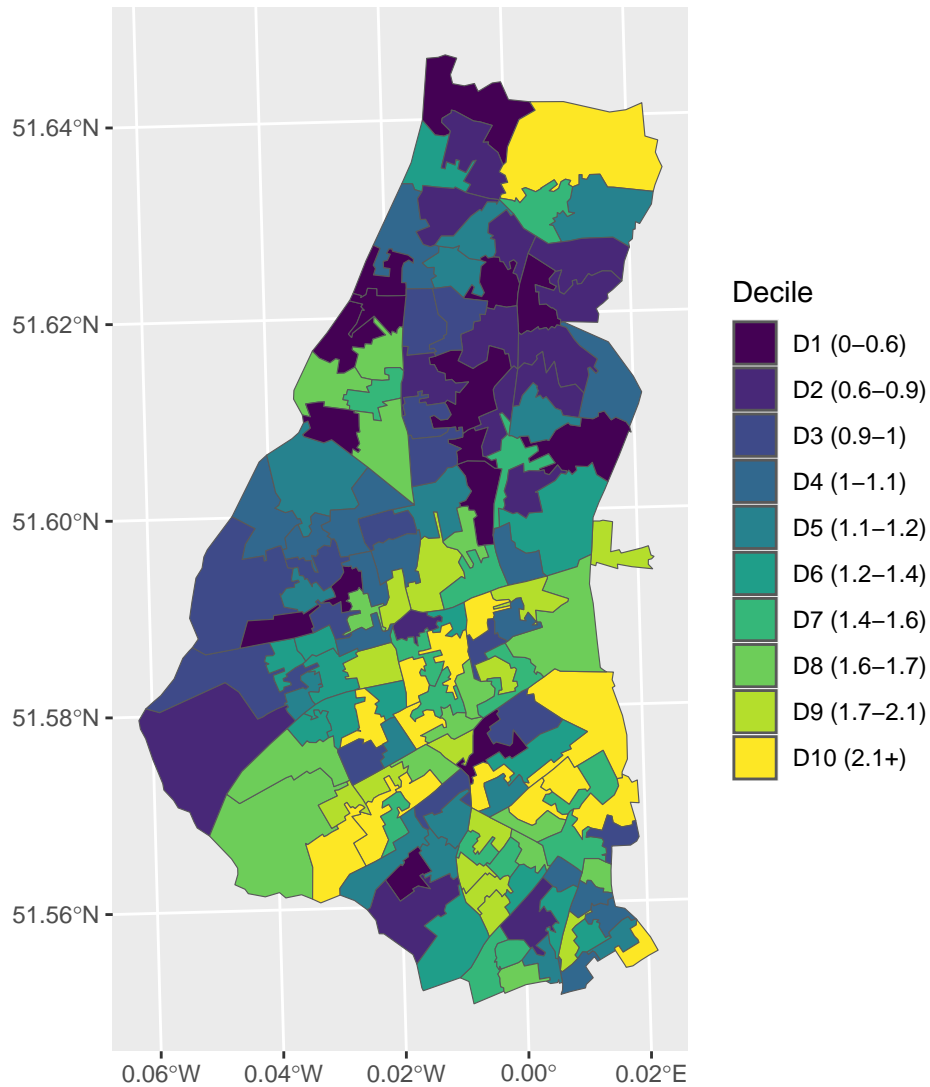 51.64°N
51.62°N
51.60°N
51.58°N
51.56°N
0.06°W
0.04°W
0.02°W
0.00°
0.02°E
Decile
D1 (0–0.6)
D2 (0.6–0.9)
D3 (0.9–1)
D4 (1–1.1)
D5 (1.1–1.2)
D6 (1.2–1.4)
D7 (1.4–1.6)
D8 (1.6–1.7)
D9 (1.7–2.1)
D10 (2.1+)